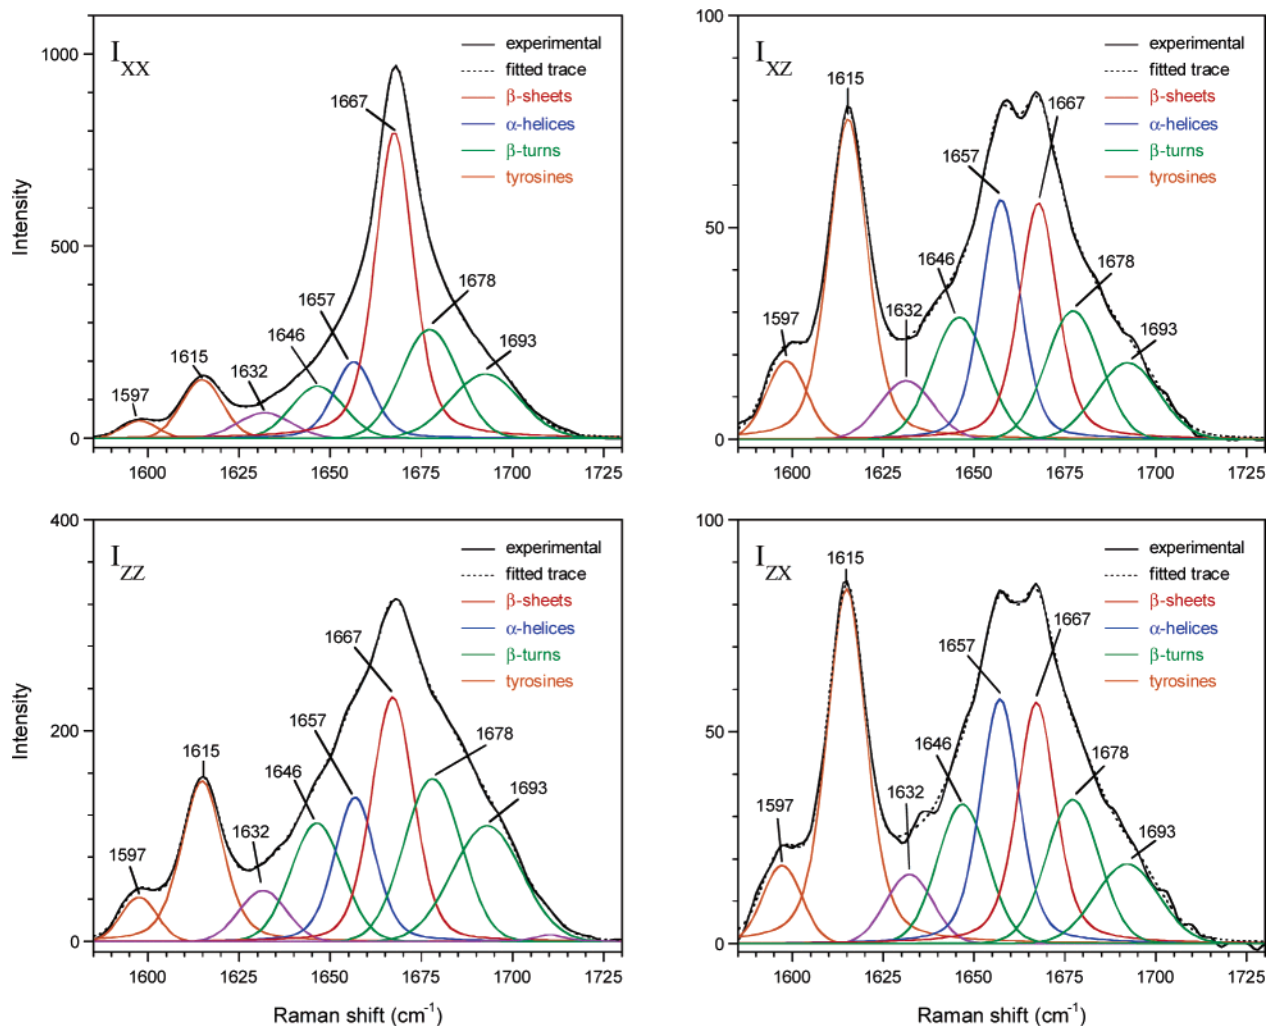 I XX
1000
500
0
Intensity
1597
1615
1632
1646
1657
1667
1678
1693
experimental
fitted trace
β-sheets
α-helices
β-turns
tyrosines
1600 1625 1650 1675 1700 1725
I XZ
100
50
0
1597
1615
1632
1646
1657
1667
1678
1693
experimental
fitted trace
β-sheets
α-helices
β-turns
tyrosines
1600 1625 1650 1675 1700 1725
I ZZ
400
200
0
Intensity
1597
1615
1632
1646
1657
1667
1678
1693
experimental
fitted trace
β-sheets
α-helices
β-turns
tyrosines
1600 1625 1650 1675 1700 1725
Raman shift (cm⁻¹)
I ZX
100
50
0
1597
1615
1632
1646
1657
1667
1678
1693
experimental
fitted trace
β-sheets
α-helices
β-turns
tyrosines
1600 1625 1650 1675 1700 1725
Raman shift (cm⁻¹)